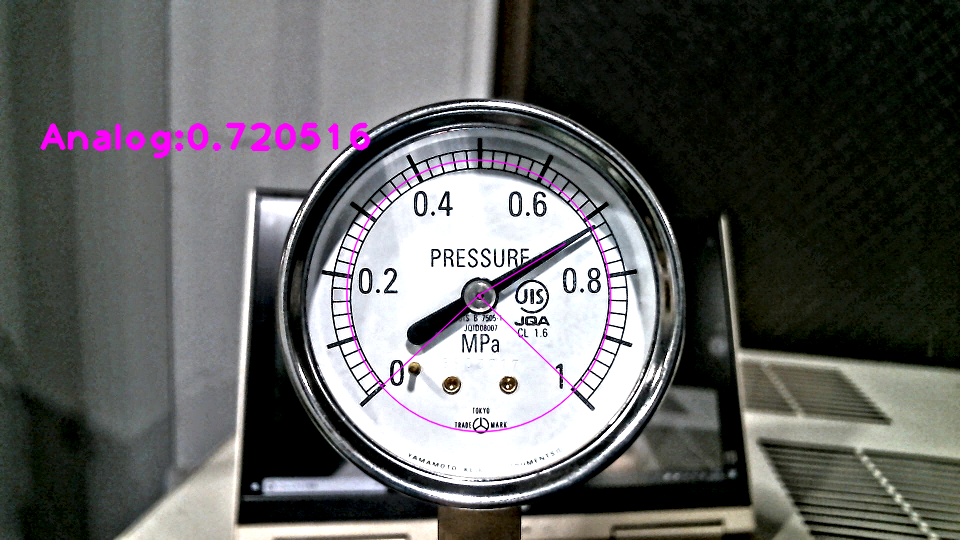 Analog:0.720516
0.4
0.6
PRESSURE
0.2
0.8
JIS
JQA
CL 1.6
JQ1D08007
MPa
0
1
TOKYO
TRADE MARK